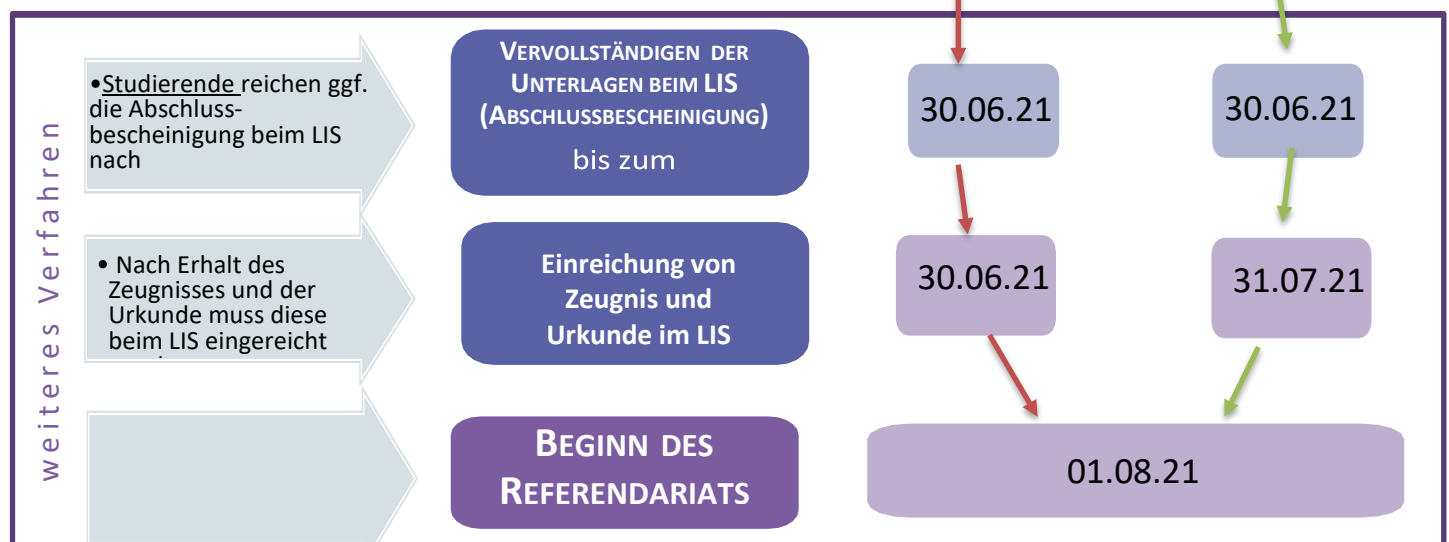 weiteres Verfahren
•Studierende reichen ggf.
die Abschluss-
bescheinigung beim LIS
nach
VERVOLLSTÄNDIGEN DER
UNTERLAGEN BEIM LIS
(ABSCHLUSSBESCHEINIGUNG)
bis zum
30.06.21
30.06.21
• Nach Erhalt des
Zeugnisses und der
Urkunde muss diese
beim LIS eingereicht
Einreichung von
Zeugnis und
Urkunde im LIS
30.06.21
31.07.21
BEGINN DES
REFERENDARIATS
01.08.21